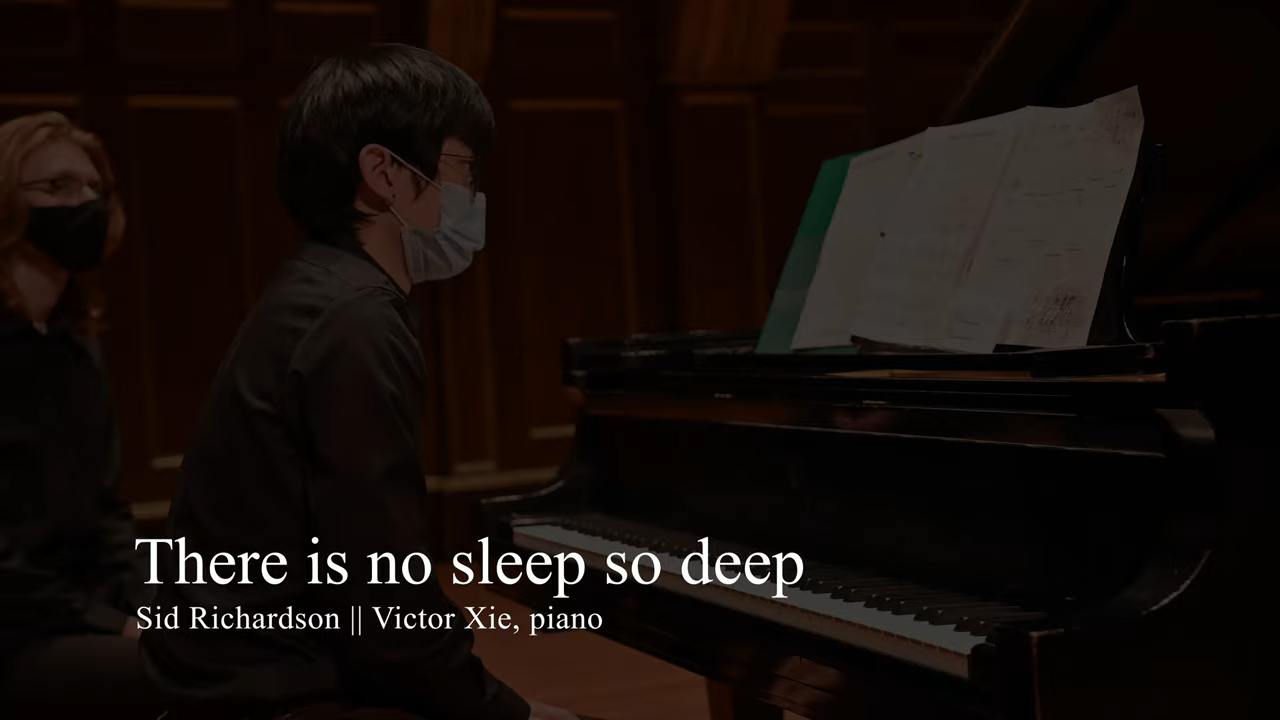 There is no sleep so deep
Sid Richardson || Victor Xie, piano